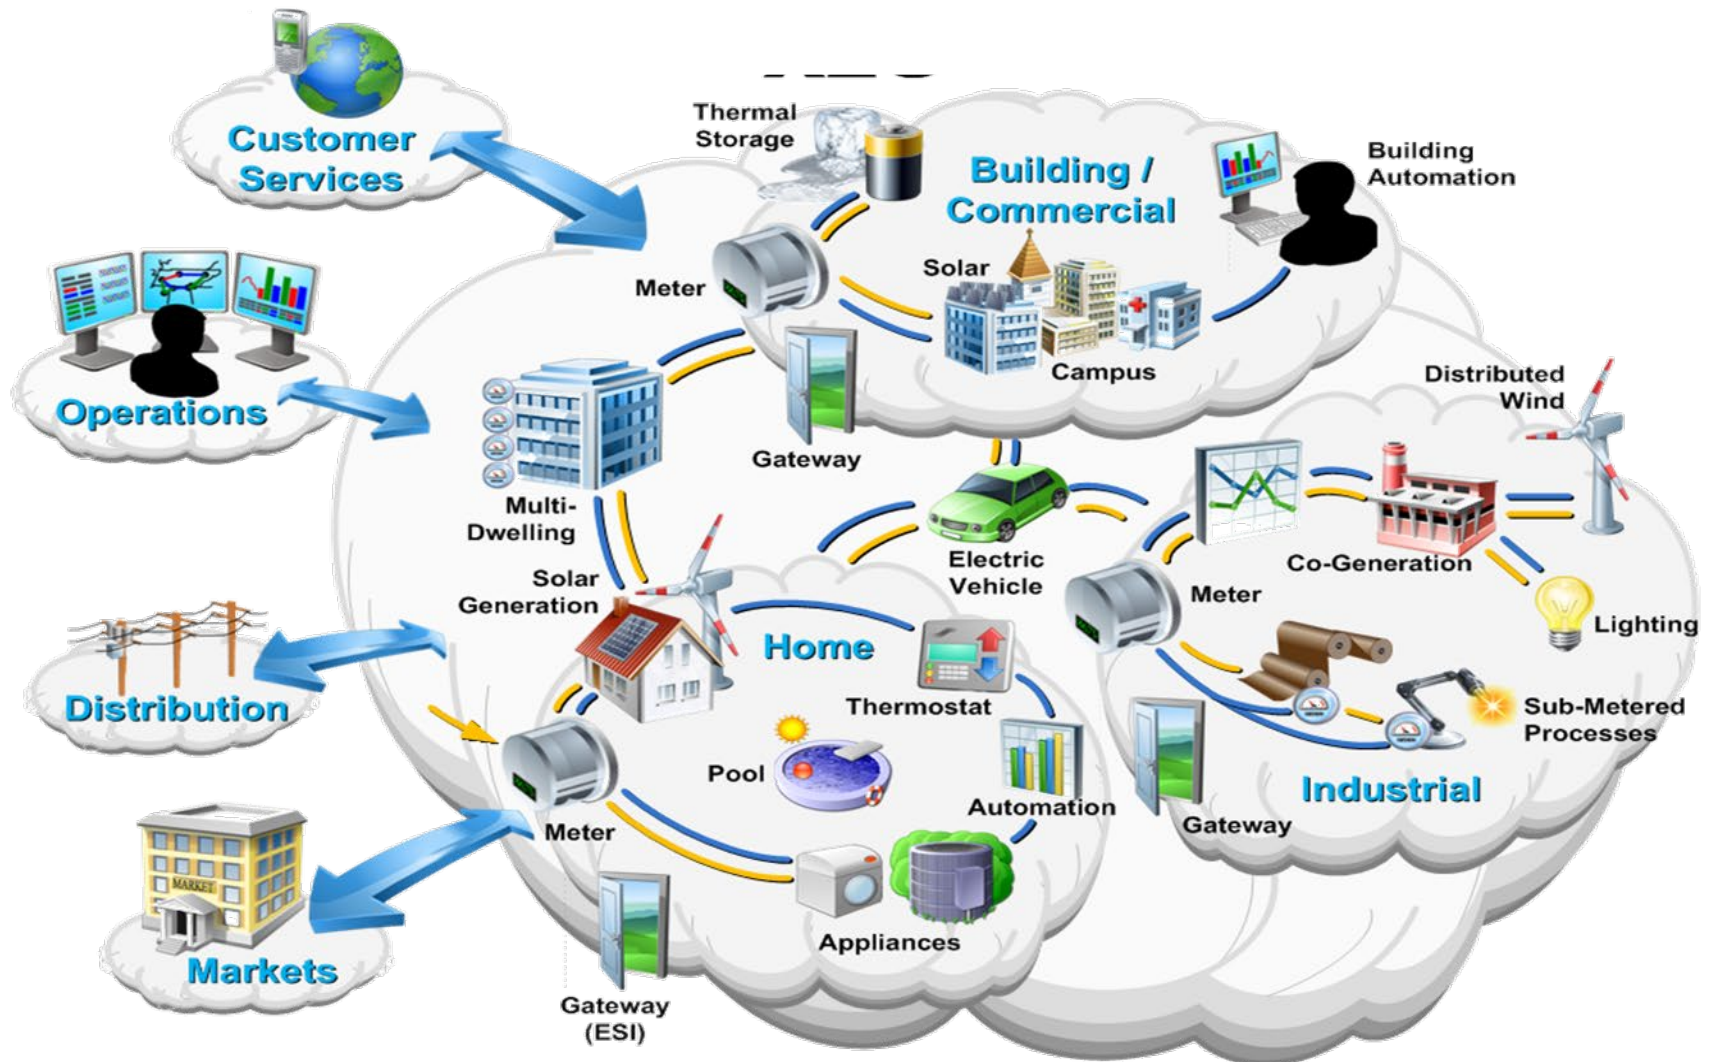 Customer
Services
Thermal
Storage
Building /
Commercial
Building
Automation
Meter
Solar
Campus
Operations
Gateway
Multi-
Dwelling
Distributed
Wind
Electric
Vehicle
Co-Generation
Meter
Lighting
Solar
Generation
Home
Thermostat
Distribution
Pool
Automation
Sub-Metered
Processes
Industrial
Gateway
Meter
MARKET
Appliances
Markets
Gateway
(ESI)